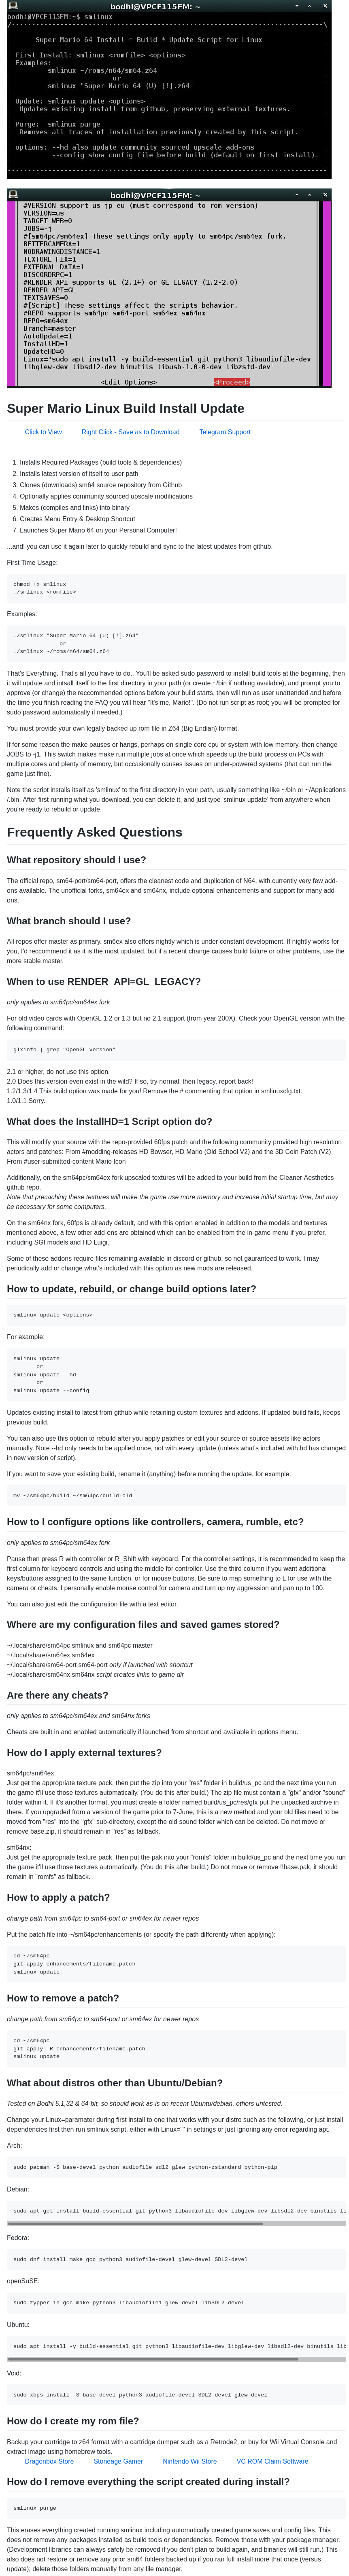 bodhi@VPCF115FM: ~
bodhi@VPCF115FM:~$ smlinux
Super Mario 64 Install * Build * Update Script for Linux
First Install: smlinux <romfile> <options>
Examples:
smlinux ~/roms/n64/sm64.z64
or
smlinux "Super Mario 64 (U) [!].z64"
Update: smlinux update <options>
Updates existing install from github, preserving external textures.
Purge:  smlinux purge
Removes all traces of installation previously created by this script.
options: --hd also update community sourced upscale add-ons
--config show config file before build (default on first install).
bodhi@VPCF115FM: ~
#VERSION support us jp eu (must correspond to rom version)
VERSION=us
TARGET_WEB=0
JOBS=-j
#[sm64pc/sm64ex] These settings only apply to sm64pc/sm64ex fork.
BETTERCAMERA=1
NODRAWINGDISTANCE=1
TEXTURE_FIX=1
EXTERNAL_DATA=1
DISCORDRPC=1
#RENDER_API supports GL (2.1+) or GL_LEGACY (1.2-2.0)
RENDER_API=GL
TEXTSAVES=0
#[Script] These settings affect the scripts behavior.
#REPO supports sm64pc sm64-port sm64ex sm64nx
REPO=sm64ex
Branch=master
AutoUpdate=1
InstallHD=1
UpdateHD=0
Linux="sudo apt install -y build-essential git python3 libaudiofile-dev
libglew-dev libsdl2-dev binutils libusb-1.0-0-dev libzstd-dev"
<Edit Options> <Proceed>
Super Mario Linux Build Install Update
Click to View Right Click - Save as to Download Telegram Support
1. Installs Required Packages (build tools & dependencies)
2. Installs latest version of itself to user path
3. Clones (downloads) sm64 source repository from Github
4. Optionally applies community sourced upscale modifications
5. Makes (compiles and links) into binary
6. Creates Menu Entry & Desktop Shortcut
7. Launches Super Mario 64 on your Personal Computer!
...and! you can use it again later to quickly rebuild and sync to the latest updates from github.
First Time Usage:
chmod +x smlinux
./smlinux <romfile>
Examples:
./smlinux "Super Mario 64 (U) [!].z64"
or
./smlinux ~/roms/n64/sm64.z64
That's Everything. That's all you have to do.. You'll be asked sudo password to install build tools at the beginning, then
it will update and intsall itself to the first directory in your path (or create ~/bin if nothing available), and prompt you to
approve (or change) the recommended options before your build starts, then will run as user unattended and before
the time you finish reading the FAQ you will hear "It's me, Mario!". (Do not run script as root; you will be prompted for
sudo password automatically if needed.)
You must provide your own legally backed up rom file in Z64 (Big Endian) format.
If for some reason the make pauses or hangs, perhaps on single core cpu or system with low memory, then change
JOBS to -j1. This switch makes make run multiple jobs at once which speeds up the build process on PCs with
multiple cores and plenty of memory, but occasionally causes issues on under-powered systems (that can run the
game just fine).
Note the script installs itself as 'smlinux' to the first directory in your path, usually something like ~/bin or ~/Applications
/.bin. After first running what you download, you can delete it, and just type 'smlinux update' from anywhere when
you're ready to rebuild or update.
Frequently Asked Questions
What repository should I use?
The official repo, sm64-port/sm64-port, offers the cleanest code and duplication of N64, with currently very few add-
ons available. The unofficial forks, sm64ex and sm64nx, include optional enhancements and support for many add-
ons.
What branch should I use?
All repos offer master as primary. sm6ex also offers nightly which is under constant development. If nightly works for
you, I'd reccommend it as it is the most updated, but if a recent change causes build failure or other problems, use the
more stable master.
When to use RENDER_API=GL_LEGACY?
only applies to sm64pc/sm64ex fork
For old video cards with OpenGL 1.2 or 1.3 but no 2.1 support (from year 200X). Check your OpenGL version with the
following command:
glxinfo | grep "OpenGL version"
2.1 or higher, do not use this option.
2.0 Does this version even exist in the wild? If so, try normal, then legacy, report back!
1.2/1.3/1.4 This build option was made for you! Remove the # commenting that option in smlinuxcfg.txt.
1.0/1.1 Sorry.
What does the InstallHD=1 Script option do?
This will modify your source with the repo-provided 60fps patch and the following community provided high resolution
actors and patches: From #modding-releases HD Bowser, HD Mario (Old School V2) and the 3D Coin Patch (V2)
From #user-submitted-content Mario Icon
Additionally, on the sm64pc/sm64ex fork upscaled textures will be added to your build from the Cleaner Aesthetics
github repo.
Note that precaching these textures will make the game use more memory and increase initial startup time, but may
be necessary for some computers.
On the sm64nx fork, 60fps is already default, and with this option enabled in addition to the models and textures
mentioned above, a few other add-ons are obtained which can be enabled from the in-game menu if you prefer,
including SGI models and HD Luigi.
Some of these addons require files remaining available in discord or github, so not guaranteed to work. I may
periodically add or change what's included with this option as new mods are released.
How to update, rebuild, or change build options later?
smlinux update <options>
For example:
smlinux update
or
smlinux update --hd
or
smlinux update --config
Updates existing install to latest from github while retaining custom textures and addons. If updated build fails, keeps
previous build.
You can also use this option to rebuild after you apply patches or edit your source or source assets like actors
manually. Note --hd only needs to be applied once, not with every update (unless what's included with hd has changed
in new version of script).
If you want to save your existing build, rename it (anything) before running the update, for example:
mv ~/sm64pc/build ~/sm64pc/build-old
How to I configure options like controllers, camera, rumble, etc?
only applies to sm64pc/sm64ex fork
Pause then press R with controller or R_Shift with keyboard. For the controller settings, it is recommended to keep the
first column for keyboard controls and using the middle for controller. Use the third column if you want additional
keys/buttons assigned to the same function, or for mouse buttons. Be sure to map something to L for use with the
camera or cheats. I personally enable mouse control for camera and turn up my aggression and pan up to 100.
You can also just edit the configuration file with a text editor.
Where are my configuration files and saved games stored?
~/.local/share/sm64pc smlinux and sm64pc master
~/.local/share/sm64ex sm64ex
~/.local/share/sm64-port sm64-port only if launched with shortcut
~/.local/share/sm64nx sm64nx script creates links to game dir
Are there any cheats?
only applies to sm64pc/sm64ex and sm64nx forks
Cheats are built in and enabled automatically if launched from shortcut and available in options menu.
How do I apply external textures?
sm64pc/sm64ex:
Just get the appropriate texture pack, then put the zip into your "res" folder in build/us_pc and the next time you run
the game it'll use those textures automatically. (You do this after build.) The zip file must contain a "gfx" and/or "sound"
folder within it. If it's another format, you must create a folder named build/us_pc/res/gfx put the unpacked archive in
there. If you upgraded from a version of the game prior to 7-June, this is a new method and your old files need to be
moved from "res" into the "gfx" sub-directory, except the old sound folder which can be deleted. Do not move or
remove base.zip, it should remain in "res" as fallback.
sm64nx:
Just get the appropriate texture pack, then put the pak into your "romfs" folder in build/us_pc and the next time you run
the game it'll use those textures automatically. (You do this after build.) Do not move or remove !!base.pak, it should
remain in "romfs" as fallback.
How to apply a patch?
change path from sm64pc to sm64-port or sm64ex for newer repos
Put the patch file into ~/sm64pc/enhancements (or specify the path differently when applying):
cd ~/sm64pc
git apply enhancements/filename.patch
smlinux update
How to remove a patch?
change path from sm64pc to sm64-port or sm64ex for newer repos
cd ~/sm64pc
git apply -R enhancements/filename.patch
smlinux update
What about distros other than Ubuntu/Debian?
Tested on Bodhi 5.1,32 & 64-bit, so should work as-is on recent Ubuntu/debian, others untested.
Change your Linux=paramater during first install to one that works with your distro such as the following, or just install
dependencies first then run smlinux script, either with Linux="" in settings or just ignoring any error regarding apt.
Arch:
sudo pacman -S base-devel python audiofile sdl2 glew python-zstandard python-pip
Debian:
sudo apt-get install build-essential git python3 libaudiofile-dev libglew-dev libsdl2-dev binutils li
Fedora:
sudo dnf install make gcc python3 audiofile-devel glew-devel SDL2-devel
openSuSE:
sudo zypper in gcc make python3 libaudiofile1 glew-devel libSDL2-devel
Ubuntu:
sudo apt install -y build-essential git python3 libaudiofile-dev libglew-dev libsdl2-dev binutils lib
Void:
sudo xbps-install -S base-devel python3 audiofile-devel SDL2-devel glew-devel
How do I create my rom file?
Backup your cartridge to z64 format with a cartridge dumper such as a Retrode2, or buy for Wii Virtual Console and
extract image using homebrew tools.
Dragonbox Store Stoneage Gamer Nintendo Wii Store VC ROM Claim Software
How do I remove everything the script created during install?
smlinux purge
This erases everything created running smlinux including automatically created game saves and config files. This
does not remove any packages installed as build tools or dependencies. Remove those with your package manager.
(Development libraries can always safely be removed if you don't plan to build again, and binaries will still run.) This
also does not restore or remove any prior sm64 folders backed up if you ran full install more that once (versus
update); delete those folders manually from any file manager.